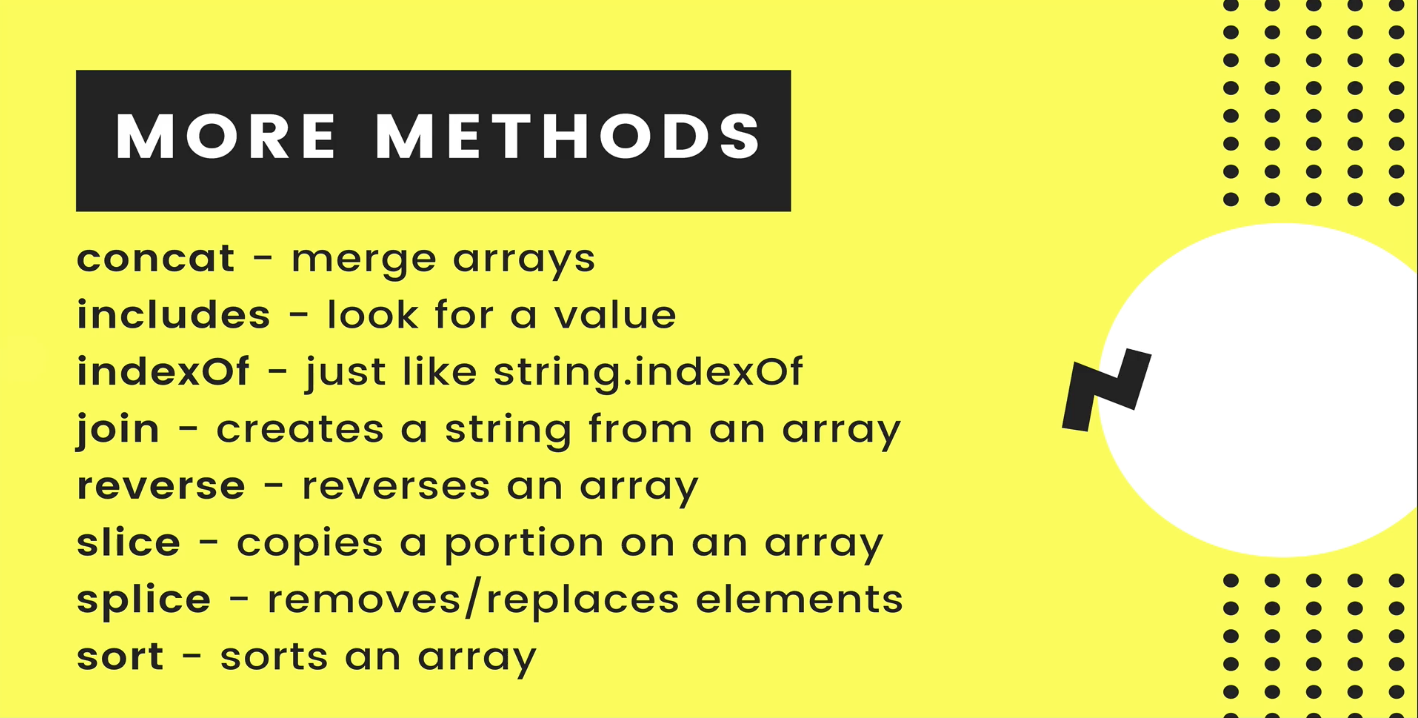 MORE METHODS
concat - merge arrays
includes - look for a value
indexOf - just like string.indexOf
join - creates a string from an array
reverse - reverses an array
slice - copies a portion on an array
splice - removes/replaces elements
sort - sorts an array